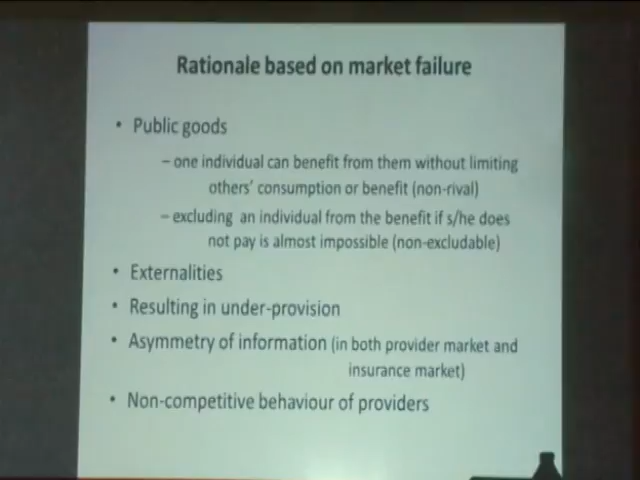 Rationale based on market failure
• Public goods
– one individual can benefit from them without limiting
others' consumption or benefit (non-rival)
– excluding an individual from the benefit if s/he does
not pay is almost impossible (non-excludable)
• Externalities
• Resulting in under-provision
• Asymmetry of information (in both provider market and
insurance market)
• Non-competitive behaviour of providers